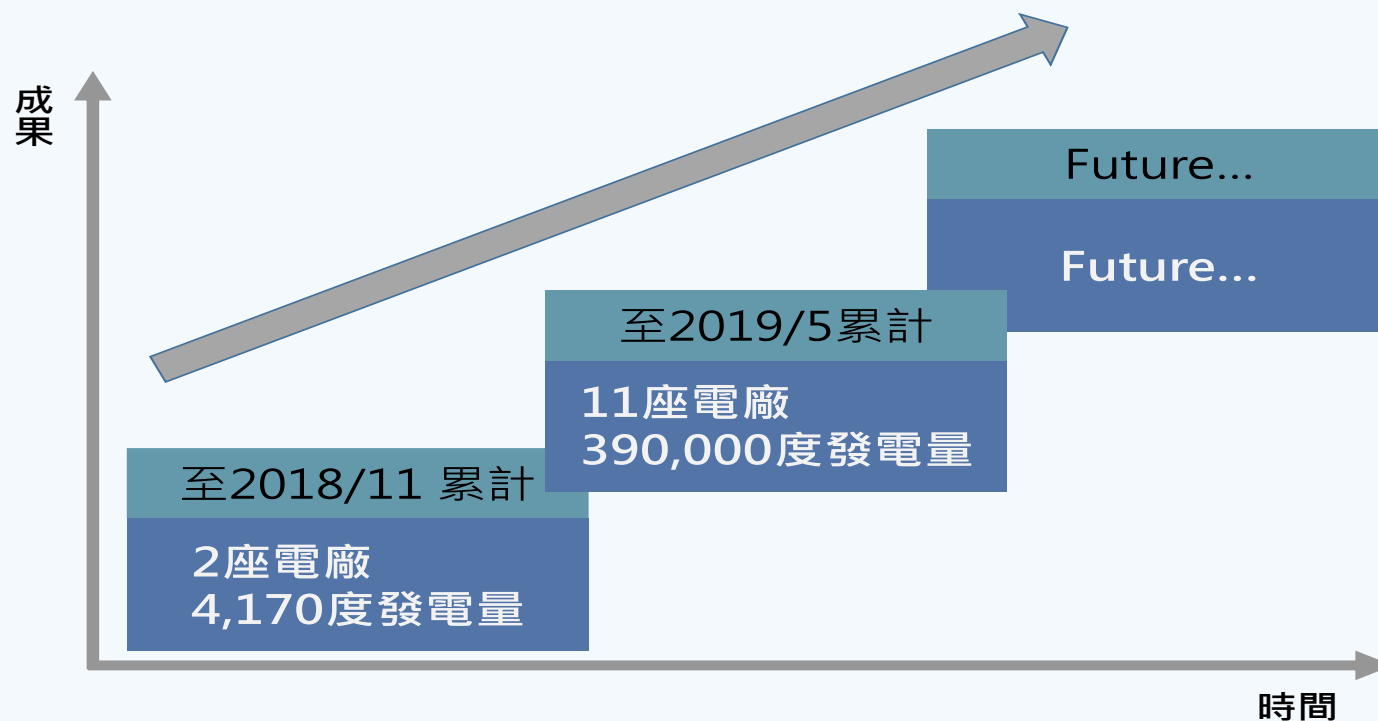 成果
Future...
Future...
至2019/5累計
11座電廠
390,000度發電量
至2018/11 累計
2座電廠
4,170度發電量
時間